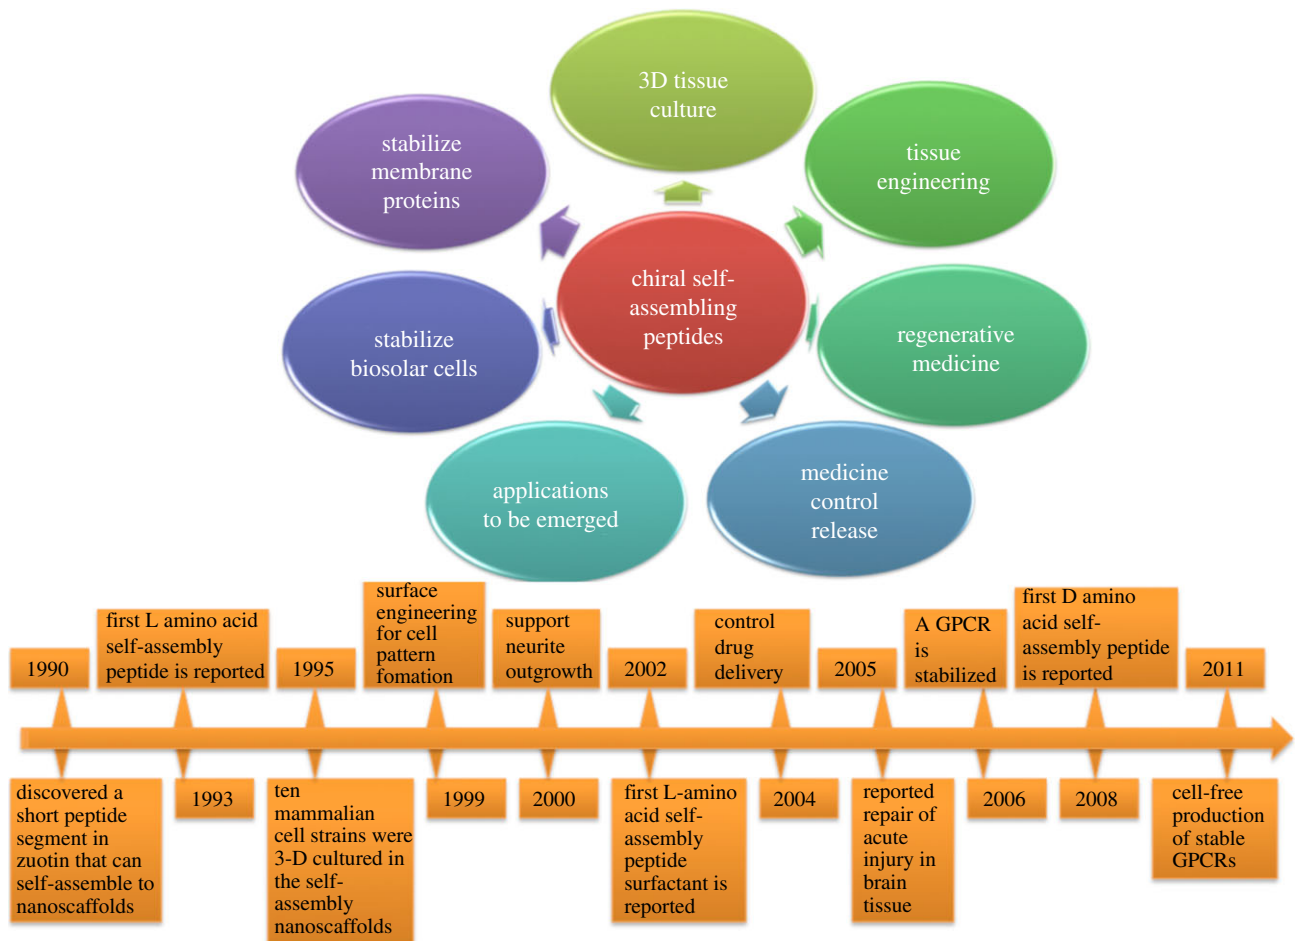 3D tissue
culture
stabilize
membrane
proteins
tissue
engineering
chiral self-
assembling
peptides
stabilize
biosolar cells
regenerative
medicine
applications
to be emerged
medicine
control
release
1990
first L amino acid
self-assembly
peptide is reported
1995
surface
engineering
for cell
pattern
fomation
support
neurite
outgrowth
2002
control
drug
delivery
2005
A GPCR
is
stabilized
first D amino
acid self-
assembly peptide
is reported
2011
discovered a
short peptide
segment in
zuotin that can
self-assemble to
nanoscaffolds
1993
ten
mammalian
cell strains were
3-D cultured in
the self-
assembly
nanoscaffolds
1999
2000
first L-amino
acid self-
assembly
peptide
surfactant is
reported
2004
reported
repair of
acute
injury in
brain
tissue
2006
2008
cell-free
production
of stable
GPCRs